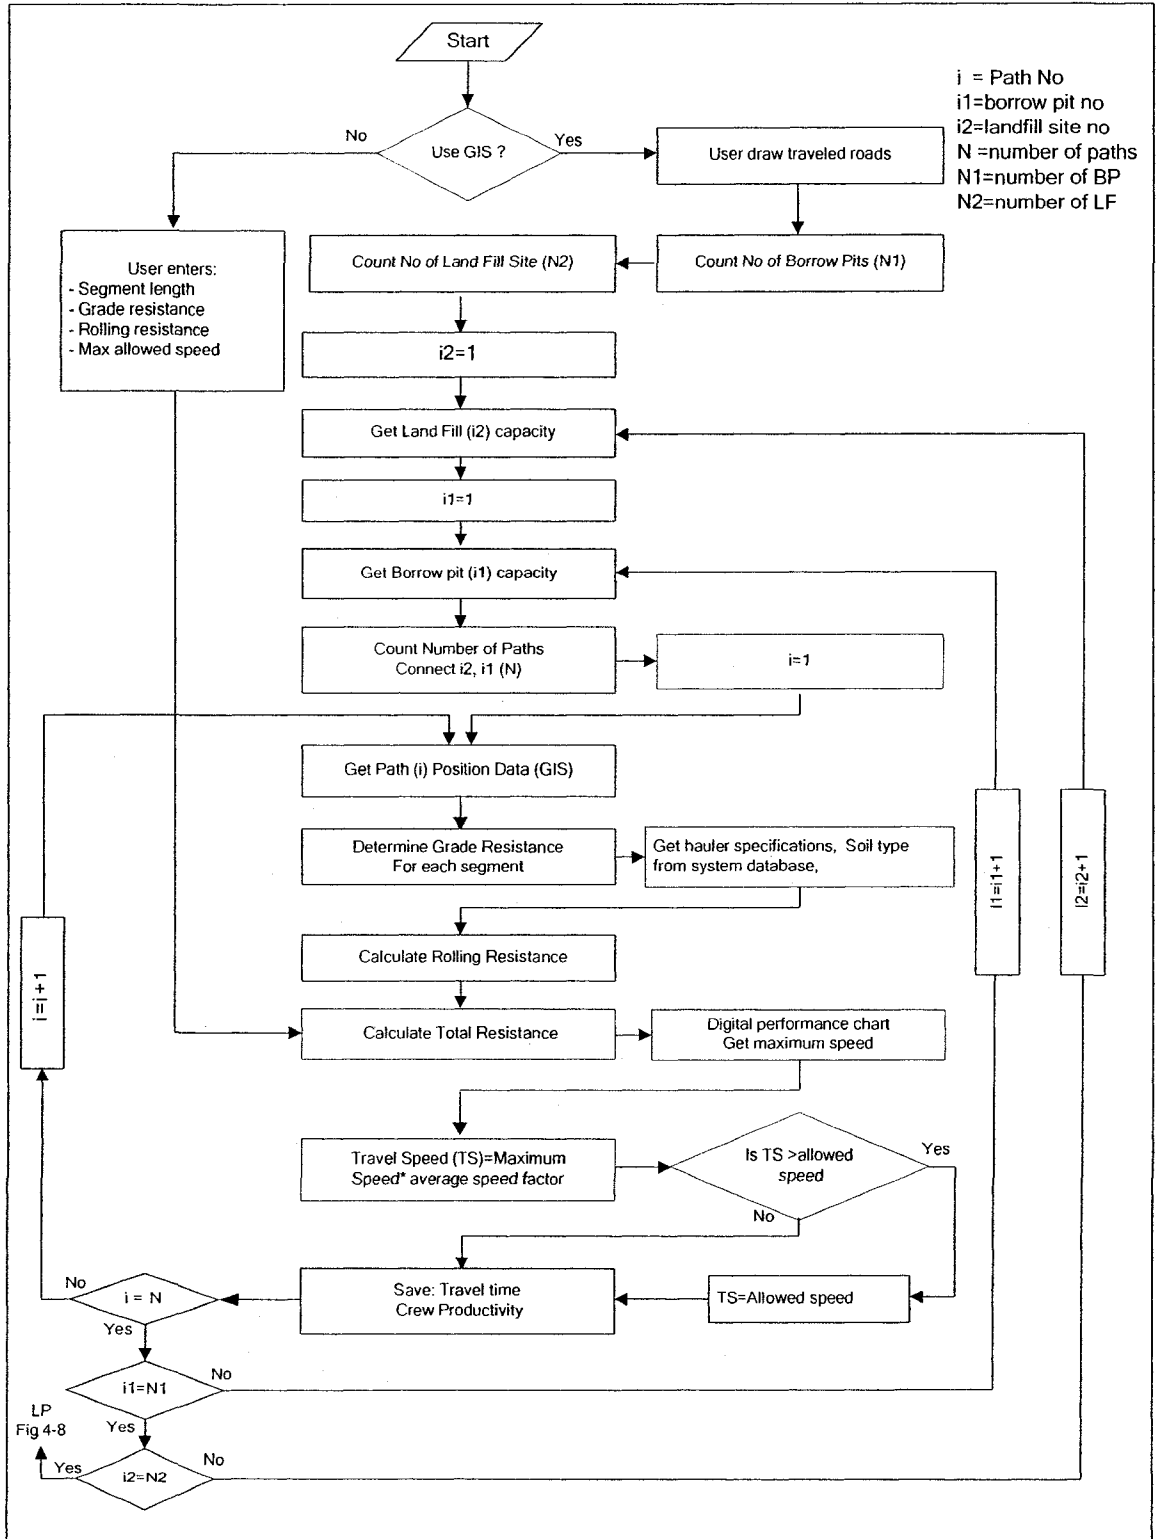 Start
i = Path No
i1=borrow pit no
i2=landfill site no
N =number of paths
N1=number of BP
N2=number of LF
No
Use GIS ?
Yes
User draw traveled roads
User enters:
- Segment length
- Grade resistance
- Rolling resistance
- Max allowed speed
Count No of Land Fill Site (N2)
Count No of Borrow Pits (N1)
i2=1
Get Land Fill (i2) capacity
i1=1
Get Borrow pit (i1) capacity
Count Number of Paths
Connect i2, i1 (N)
i=1
Get Path (i) Position Data (GIS)
Determine Grade Resistance
For each segment
Get hauler specifications, Soil type
from system database,
I1=i1+1
I2=i2+1
Calculate Rolling Resistance
i=i+1
Calculate Total Resistance
Digital performance chart
Get maximum speed
Travel Speed (TS)=Maximum
Speed* average speed factor
Is TS >allowed
speed
Yes
No
No
i = N
Save: Travel time
Crew Productivity
TS=Allowed speed
Yes
i1=N1
No
LP
Fig 4-8
Yes
Yes
i2=N2
No